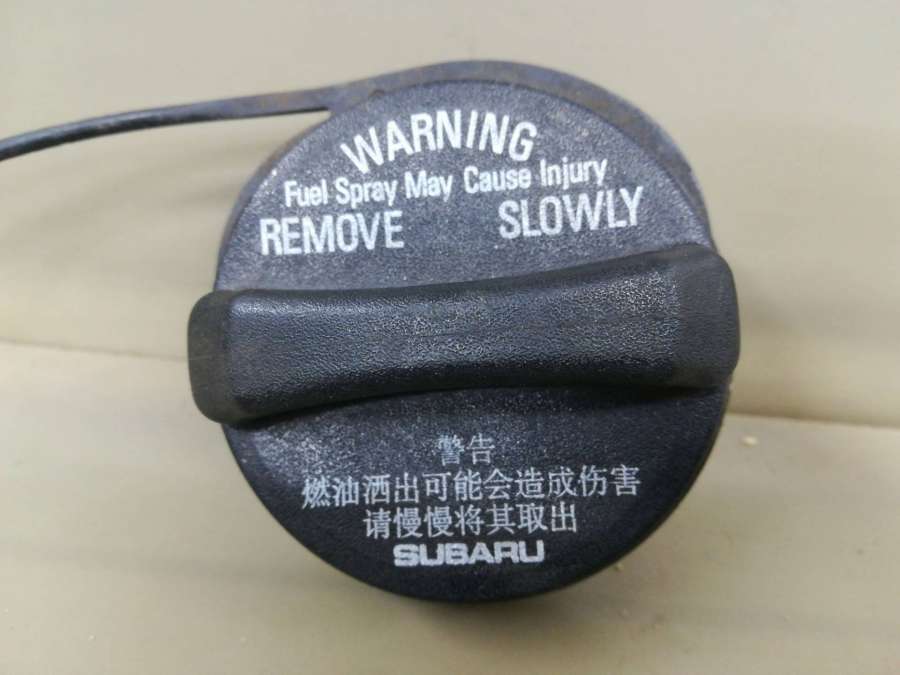 WARNING
Fuel Spray May Cause Injury
REMOVE SLOWLY
警告
燃油洒出可能会造成伤害
请慢慢将其取出
SUBARU